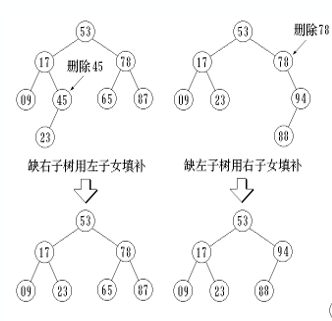 53
17 78
删除45
09 45 65 87
23
缺右子树用左子女填补
53
17 78
09 23 65 87
53
删除78
17 78
09 23 94
88
缺左子树用右子女填补
53
17 94
09 23 88